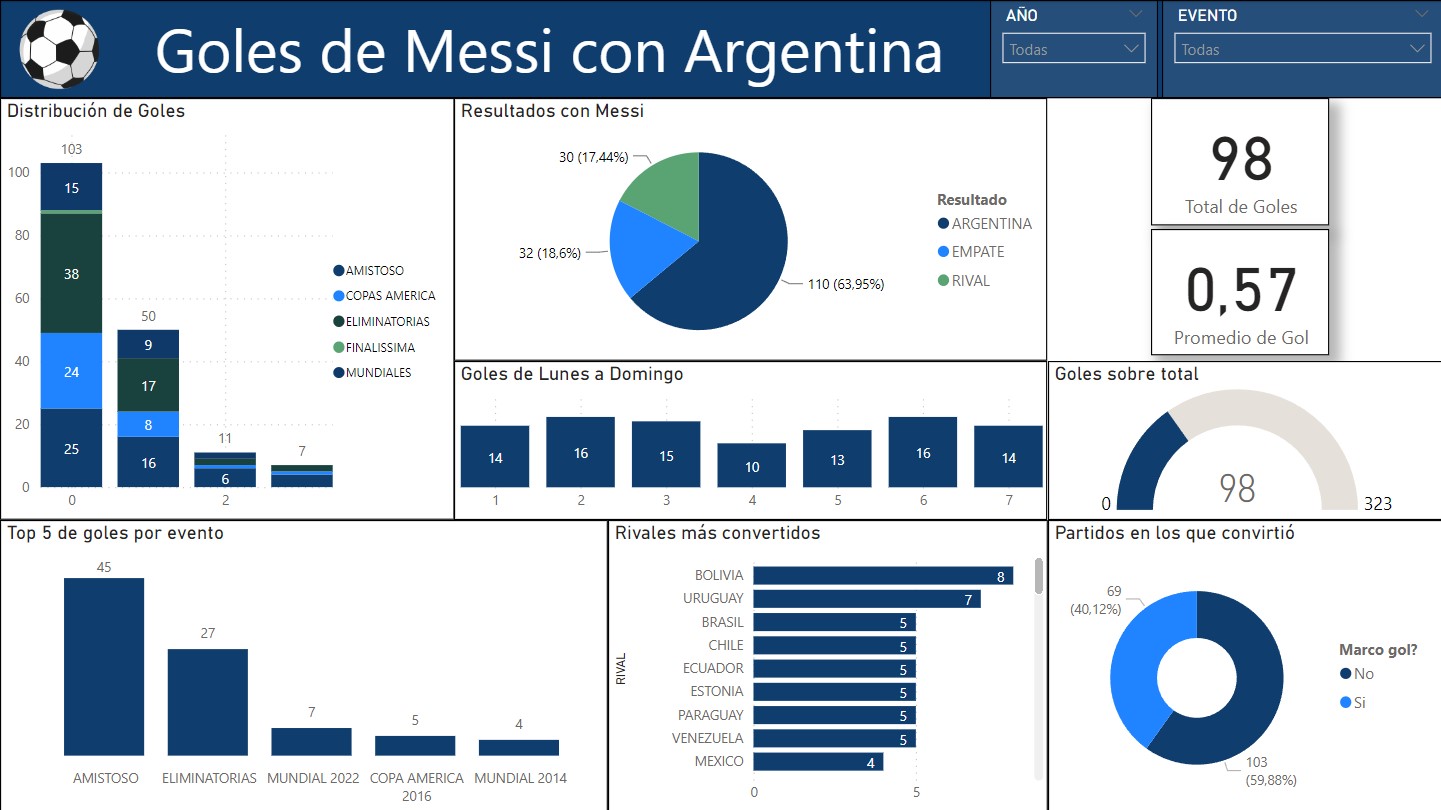 Goles de Messi con Argentina
AÑO
Todas
EVENTO
Todas
Distribución de Goles
103
100
80
60
40
20
0
15
38
24
25
50
9
17
8
16
11
6
7
0
2
AMISTOSO
COPAS AMERICA
ELIMINATORIAS
FINALISSIMA
MUNDIALES
Resultados con Messi
30 (17,44%)
32 (18,6%)
110 (63,95%)
Resultado
ARGENTINA
EMPATE
RIVAL
98
Total de Goles
0,57
Promedio de Gol
Goles de Lunes a Domingo
14
16
15
10
13
16
14
1
2
3
4
5
6
7
Goles sobre total
98
0
323
Top 5 de goles por evento
45
27
7
5
4
AMISTOSO
ELIMINATORIAS
MUNDIAL 2022
COPA AMERICA
2016
MUNDIAL 2014
Rivales más convertidos
RIVAL
BOLIVIA 8
URUGUAY 7
BRASIL 5
CHILE 5
ECUADOR 5
ESTONIA 5
PARAGUAY 5
VENEZUELA 5
MEXICO 4
0
5
Partidos en los que convirtió
69
(40,12%)
103
(59,88%)
Marco gol?
No
Si